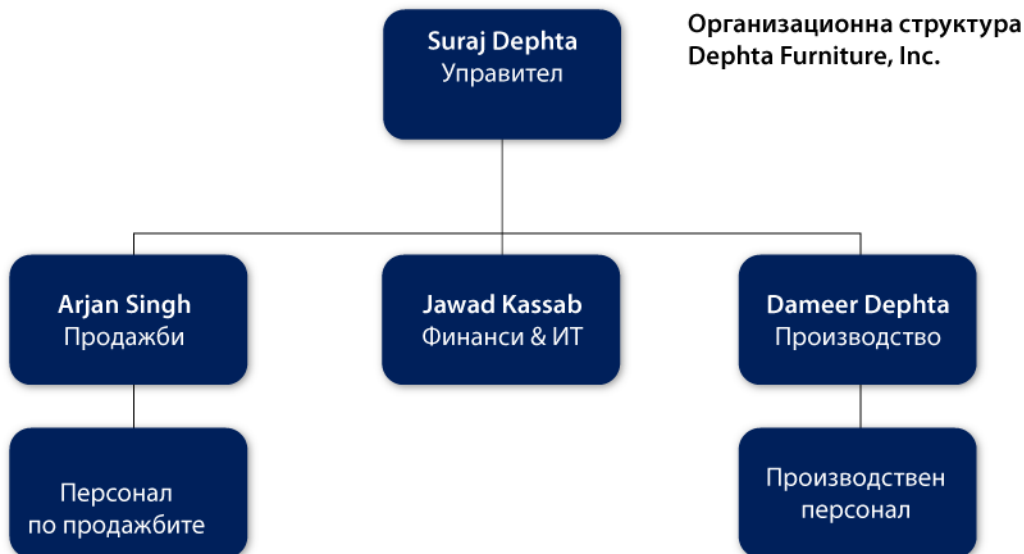 Организационна структура
Dephta Furniture, Inc.
Suraj Dephta
Управител
Arjan Singh
Продажби
Jawad Kassab
Финанси & ИТ
Dameer Dephta
Производство
Персонал
по продажбите
Производствен
персонал